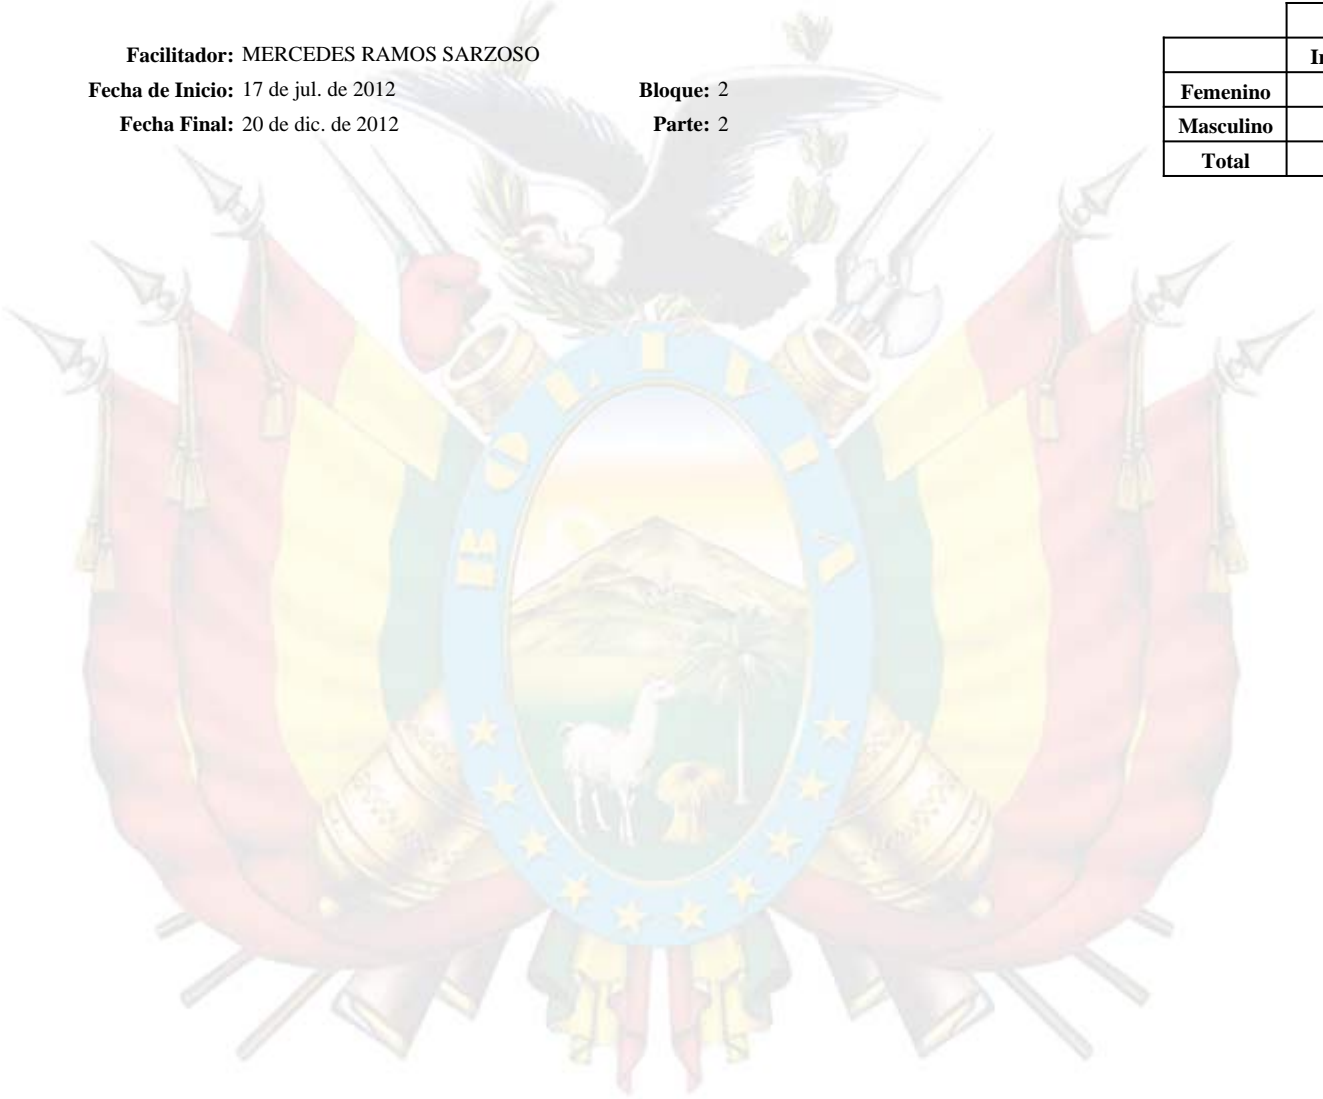 Facilitador: MERCEDES RAMOS SARZOSO
Fecha de Inicio: 17 de jul. de 2012 Bloque: 2
Fecha Final: 20 de dic. de 2012 Parte: 2
Femenino
Masculino
Total
BOLIVIA